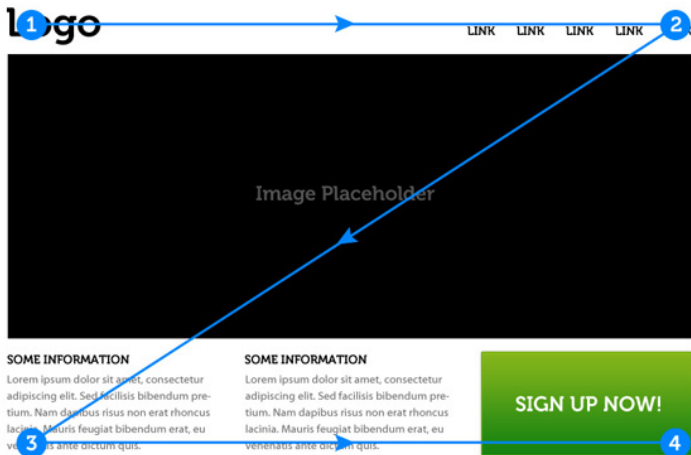 Logo
1
LINK LINK LINK LINK
2
Image Placeholder
SOME INFORMATION
Lorem ipsum dolor sit amet, consectetur
adipiscing elit. Sed facilisis bibendum pre-
tium. Nam dapibus risus non erat rhoncus
lacinia. Mauris feugiat bibendum erat, eu
venenatis ante dictum quis.
3
SOME INFORMATION
Lorem ipsum dolor sit amet, consectetur
adipiscing elit. Sed facilisis bibendum pre-
tium. Nam dapibus risus non erat rhoncus
lacinia. Mauris feugiat bibendum erat, eu
venenatis ante dictum quis.
SIGN UP NOW!
4